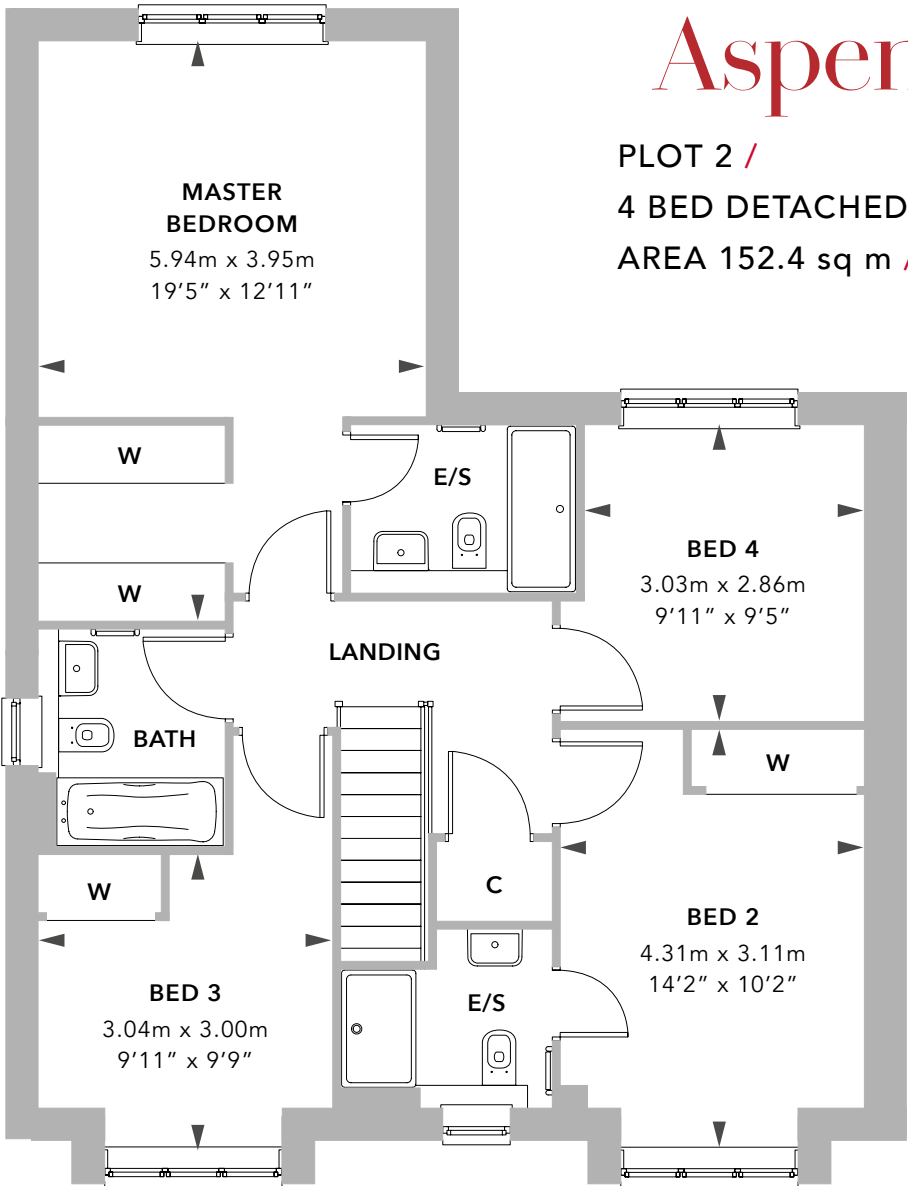 Aspen
PLOT 2 /
4 BED DETACHED
AREA 152.4 sq m /
MASTER
BEDROOM
5.94m x 3.95m
19’5” x 12’11”
W
E/S
BED 4
3.03m x 2.86m
9’11” x 9’5”
W
LANDING
BATH
W
W
C
BED 2
4.31m x 3.11m
14’2” x 10’2”
BED 3
3.04m x 3.00m
9’11” x 9’9”
E/S